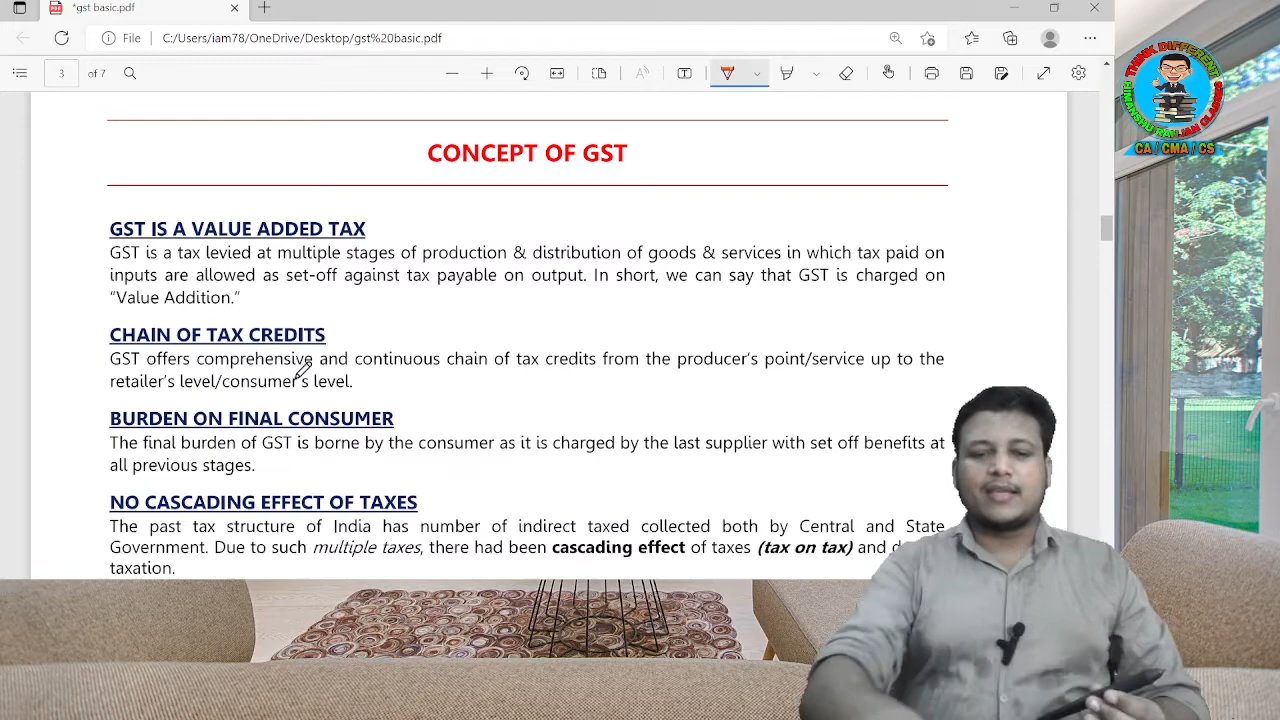 *gst basic.pdf
File C:/Users/iam78/OneDrive/Desktop/gst%20basic.pdf
3 of 7
THINK DIFFERENT
HIMANSHU RANJAN CLASSES
CA / CMA / CS
CONCEPT OF GST
GST IS A VALUE ADDED TAX
GST is a tax levied at multiple stages of production & distribution of goods & services in which tax paid on
inputs are allowed as set-off against tax payable on output. In short, we can say that GST is charged on
“Value Addition.”
CHAIN OF TAX CREDITS
GST offers comprehensive and continuous chain of tax credits from the producer’s point/service up to the
retailer’s level/consumer’s level.
BURDEN ON FINAL CONSUMER
The final burden of GST is borne by the consumer as it is charged by the last supplier with set off benefits at
all previous stages.
NO CASCADING EFFECT OF TAXES
The past tax structure of India has number of indirect taxed collected both by Central and State
Government. Due to such multiple taxes, there had been cascading effect of taxes (tax on tax) and
taxation.